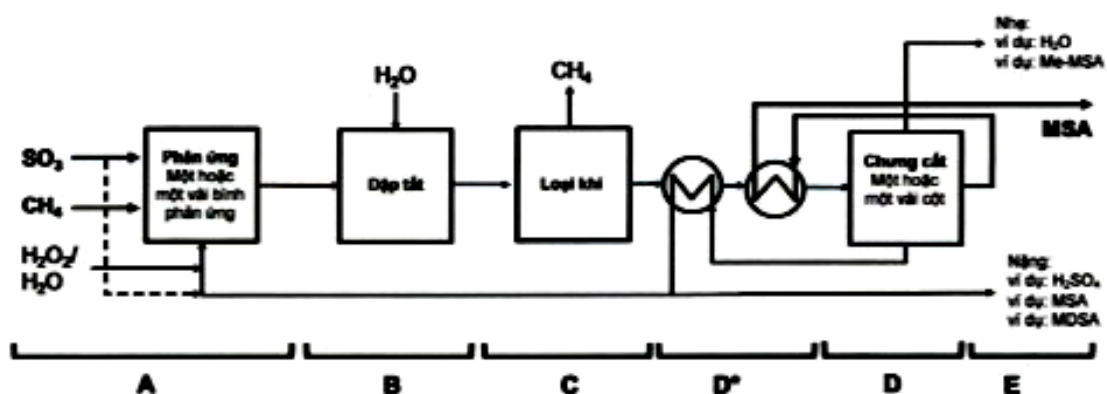 SO₃
CH₄
H₂O₂/
H₂O
Phản ứng
Một hoặc
một vài bình
phản ứng
H₂O
Dập tắt
CH₄
Loại khí
Chưng cất
Một hoặc
một vài cột
Nhẹ:
ví dụ: H₂O
ví dụ: Me-MSA
MSA
Nặng:
ví dụ: H₂SO₄
ví dụ: MSA
ví dụ: MDSA
A
B
C
D*
D
E